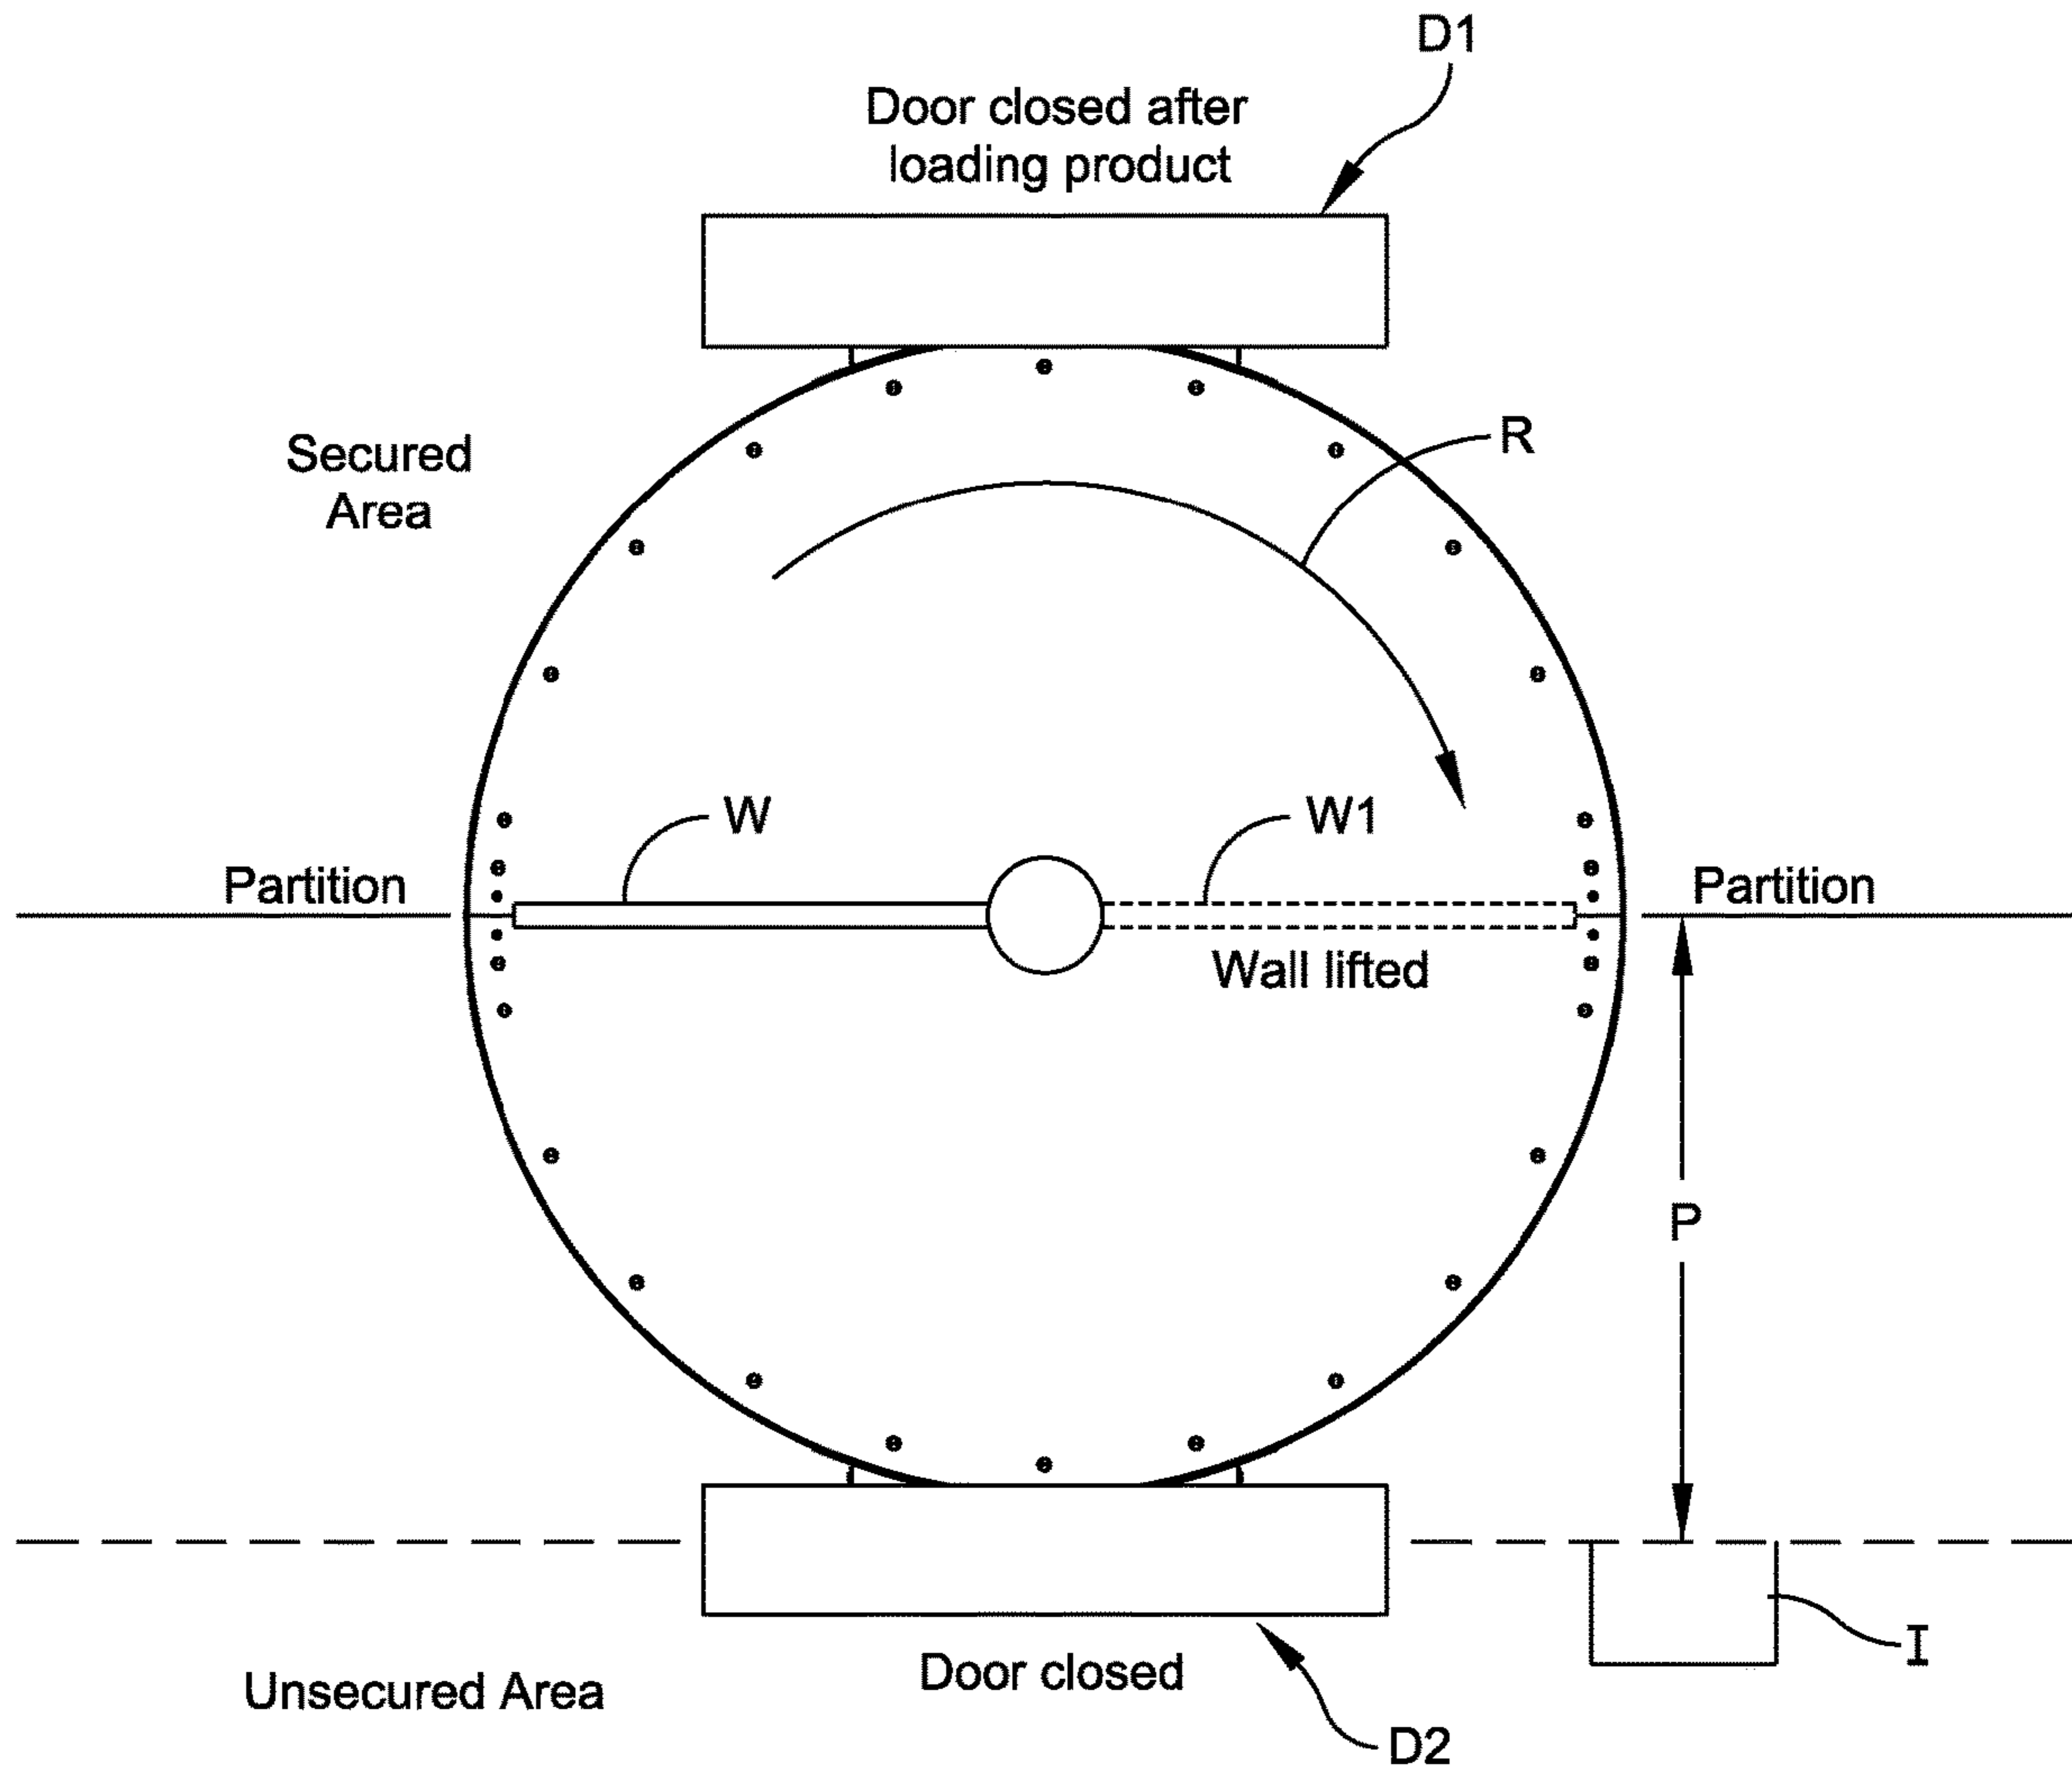 D1
Door closed after
loading product
R
Secured
Area
W
W1
Partition
Partition
Wall lifted
P
I
Door closed
Unsecured Area
D2